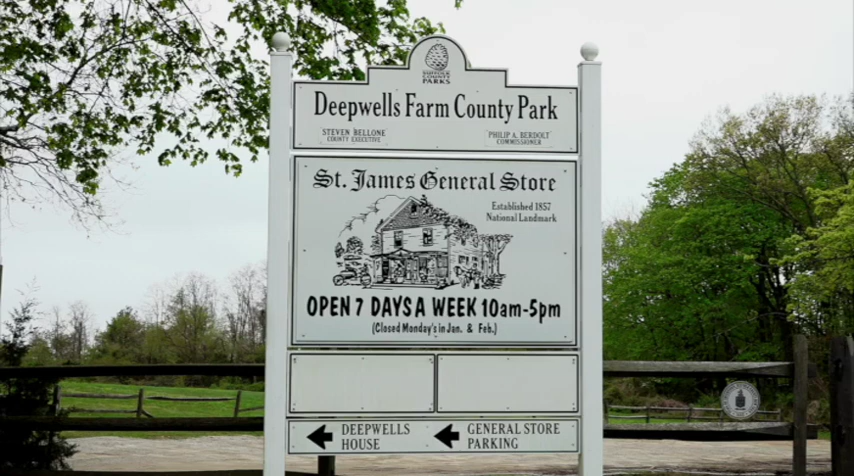 SUFFOLK
COUNTY
PARKS
Deepwells Farm County Park
STEVEN BELLONE
COUNTY EXECUTIVE
PHILIP A. BERDOLT
COMMISSIONER
St. James General Store
Established 1857
National Landmark
OPEN 7 DAYS A WEEK 10am-5pm
(Closed Monday's in Jan. & Feb.)
DEEPWELLS
HOUSE
GENERAL STORE
PARKING